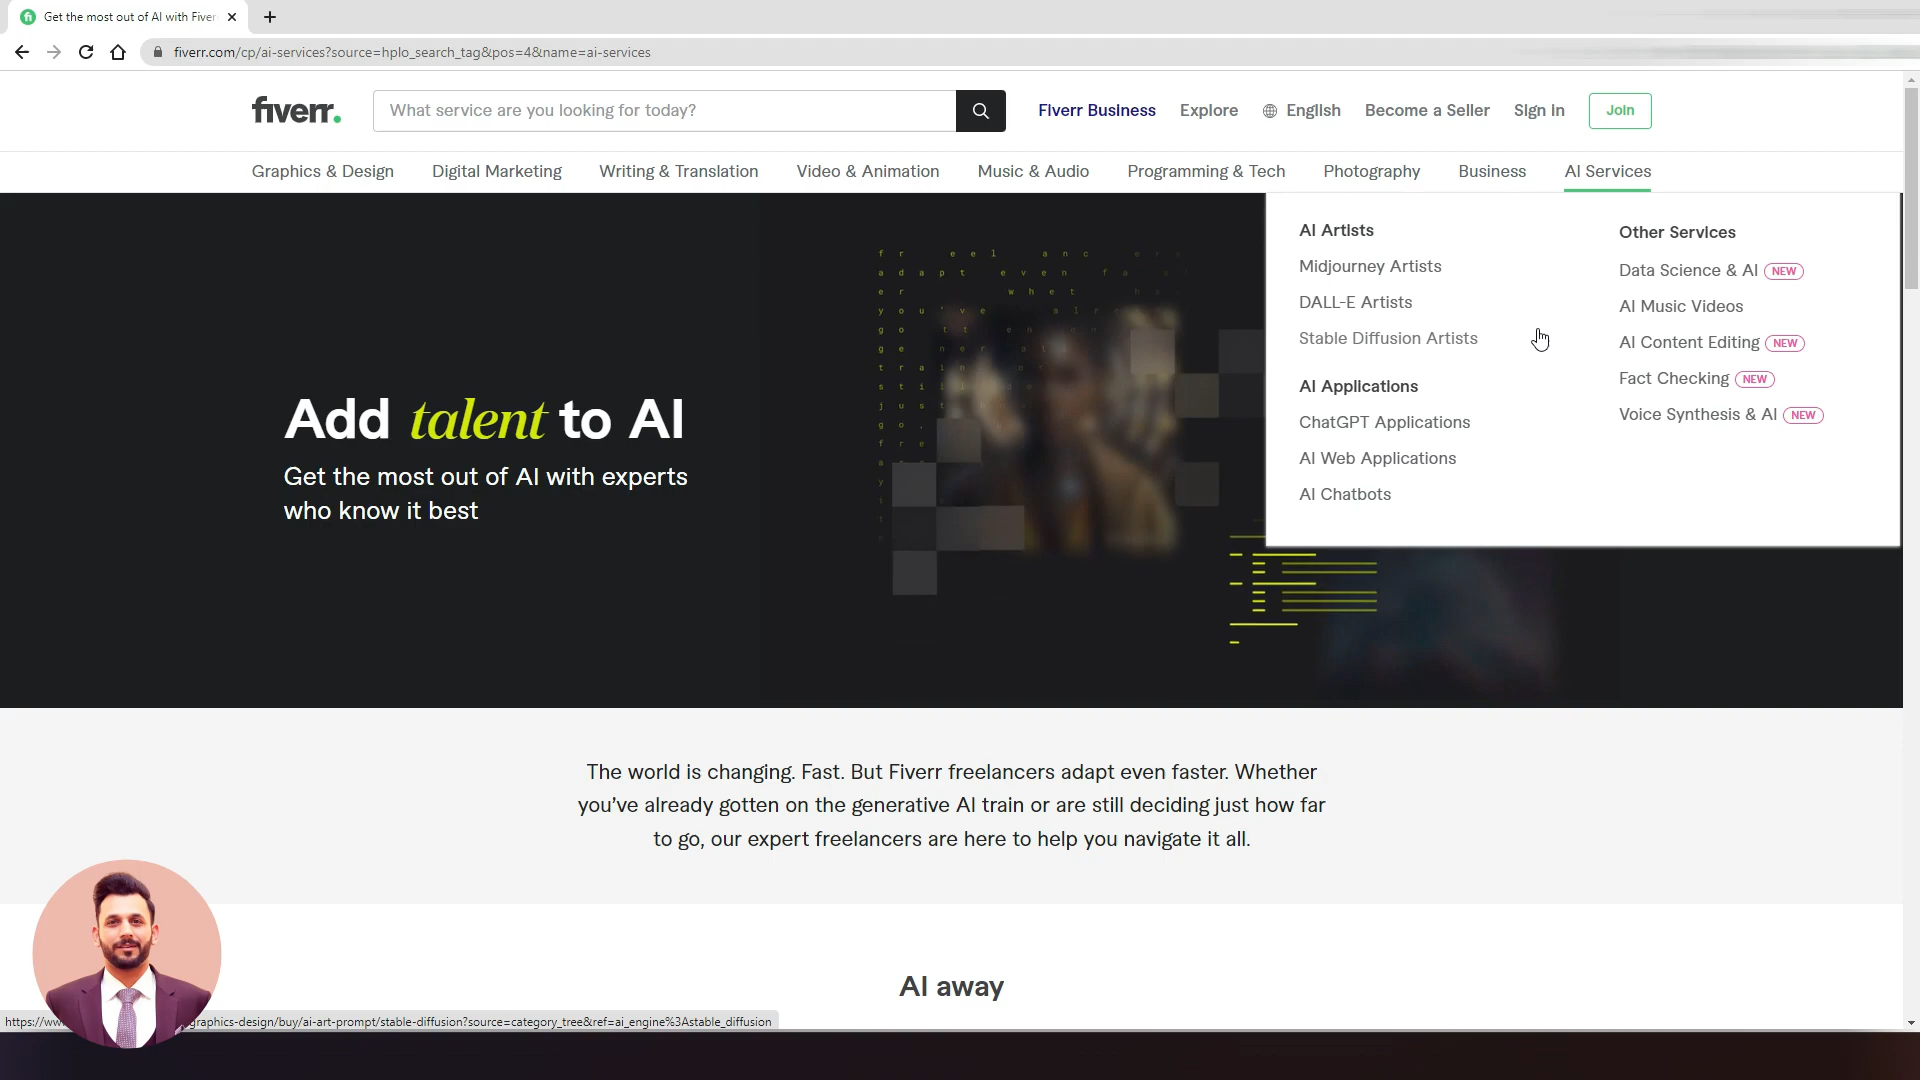 Get the most out of AI with Fiver
fiverr.com/cp/ai-services?source=hplo_search_tag&pos=4&name=ai-services
fiverr.
What service are you looking for today?
Fiverr Business
Explore
English
Become a Seller
Sign in
Join
Graphics & Design
Digital Marketing
Writing & Translation
Video & Animation
Music & Audio
Programming & Tech
Photography
Business
AI Services
AI Artists
Midjourney Artists
DALL-E Artists
Stable Diffusion Artists
AI Applications
ChatGPT Applications
AI Web Applications
AI Chatbots
Other Services
Data Science & AI NEW
AI Music Videos
AI Content Editing NEW
Fact Checking NEW
Voice Synthesis & AI NEW
Add talent to AI
Get the most out of AI with experts
who know it best
The world is changing. Fast. But Fiverr freelancers adapt even faster. Whether
you've already gotten on the generative AI train or are still deciding just how far
to go, our expert freelancers are here to help you navigate it all.
AI away
graphics-design/buy/ai-art-prompt/stable-diffusion?source=category_tree&ref=ai_engine%3Astable_diffusion